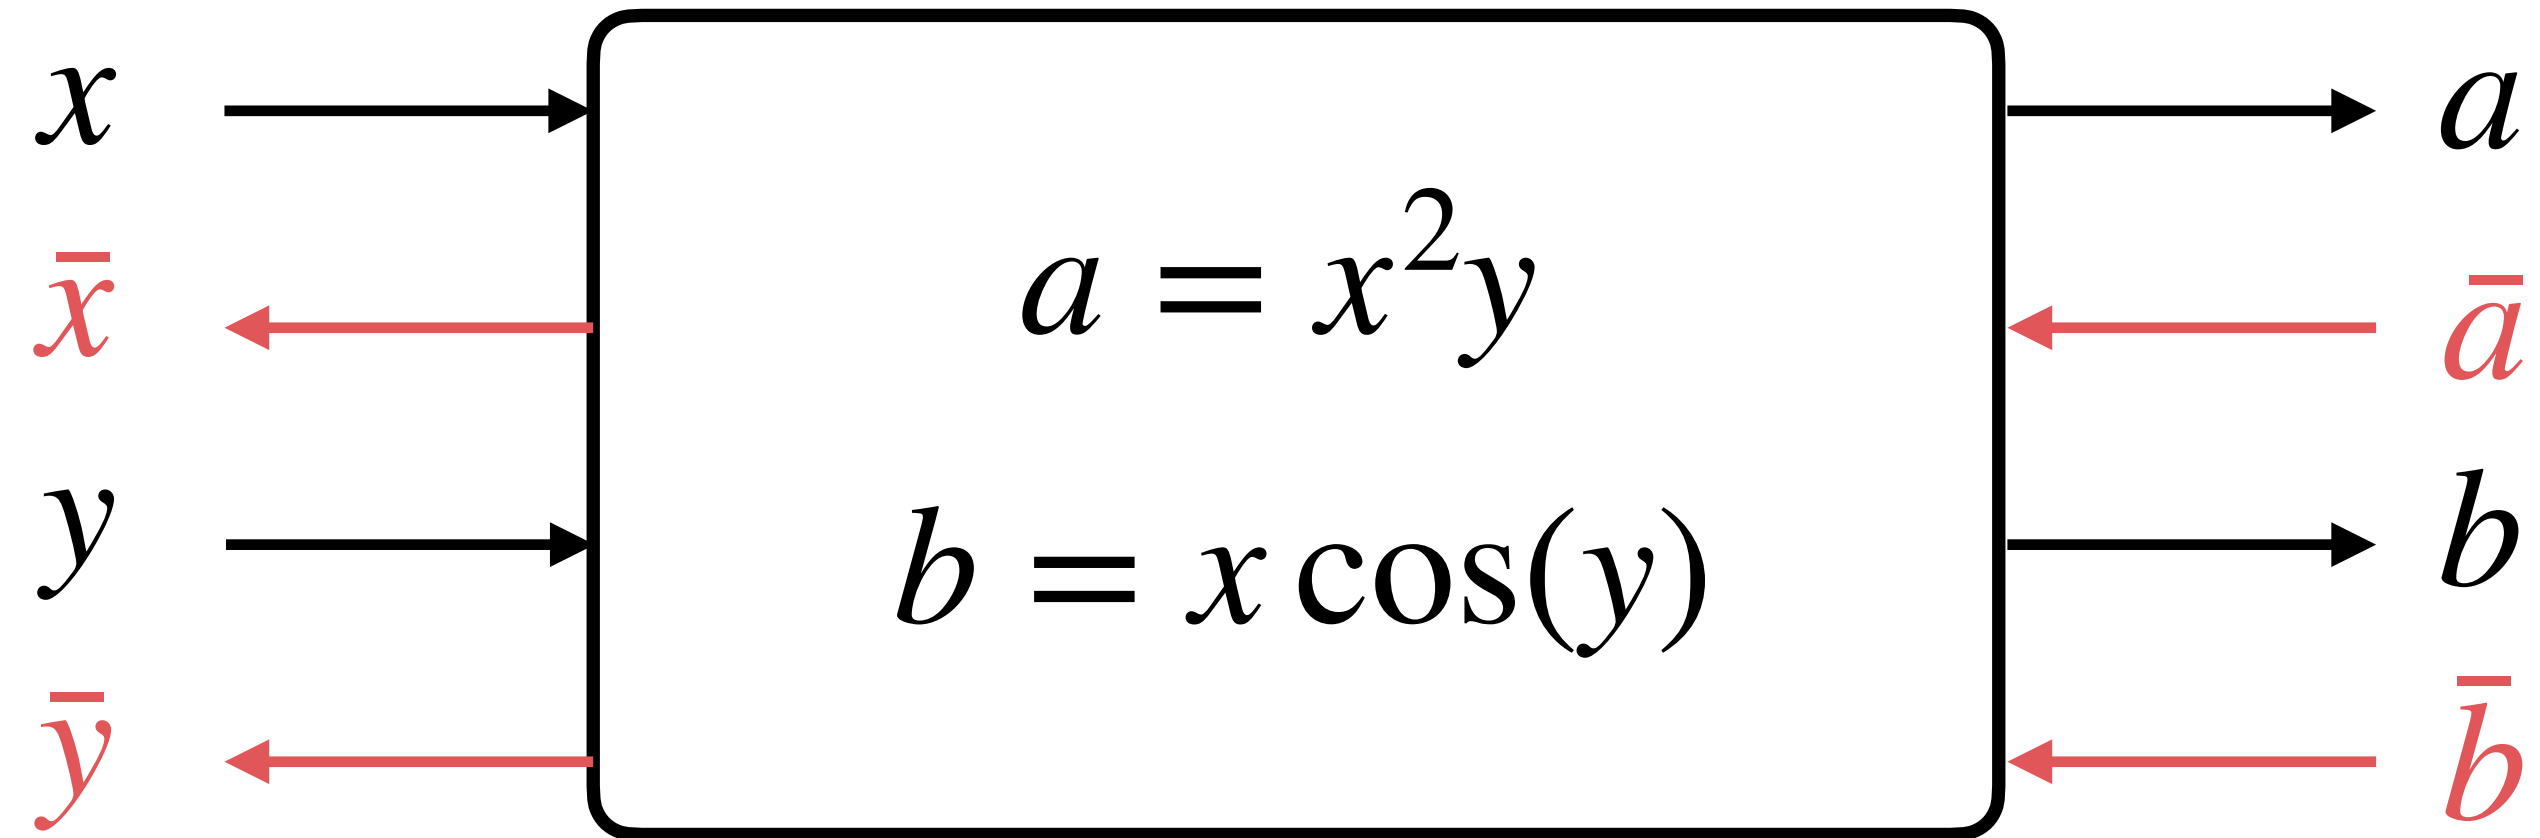 x
a
x̄
a = x²y
ā
y
b = x cos(y)
b
ȳ
b̄